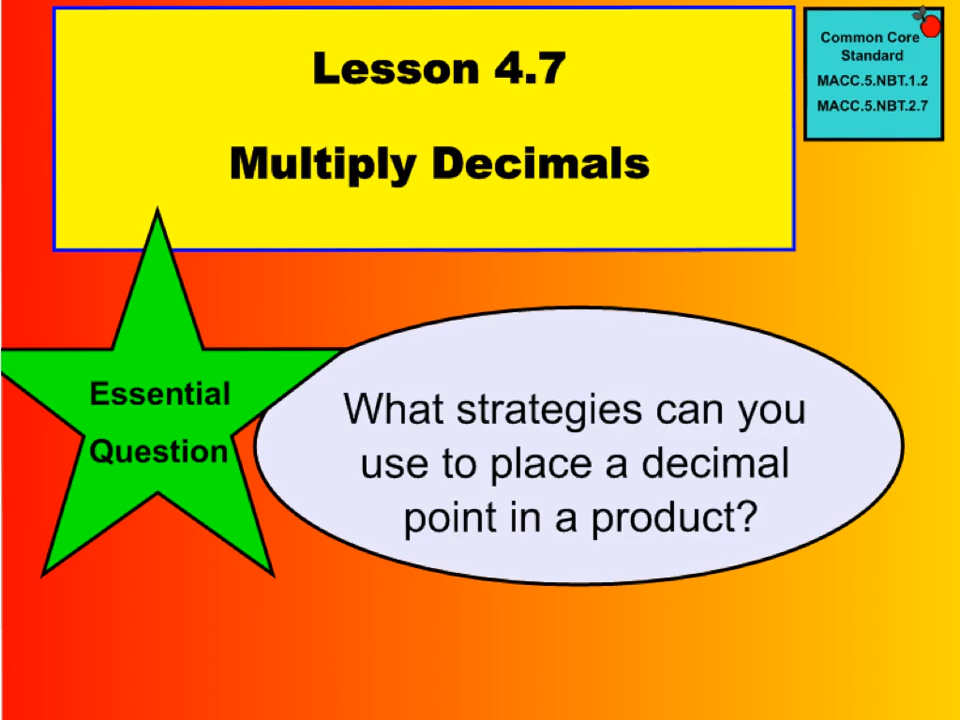 Lesson 4.7
Multiply Decimals
Common Core
Standard
MACC.5.NBT.1.2
MACC.5.NBT.2.7
Essential
Question
What strategies can you
use to place a decimal
point in a product?